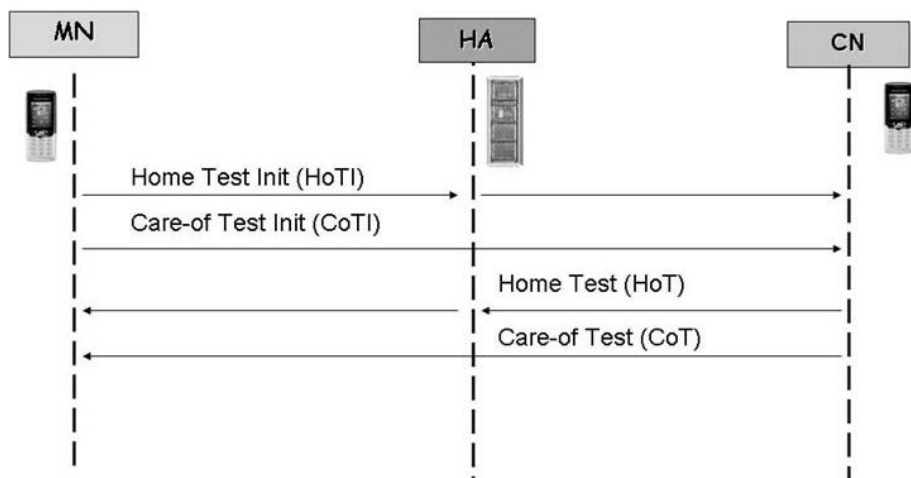 MN
HA
CN
Home Test Init (HoTI)
Care-of Test Init (CoTI)
Home Test (HoT)
Care-of Test (CoT)